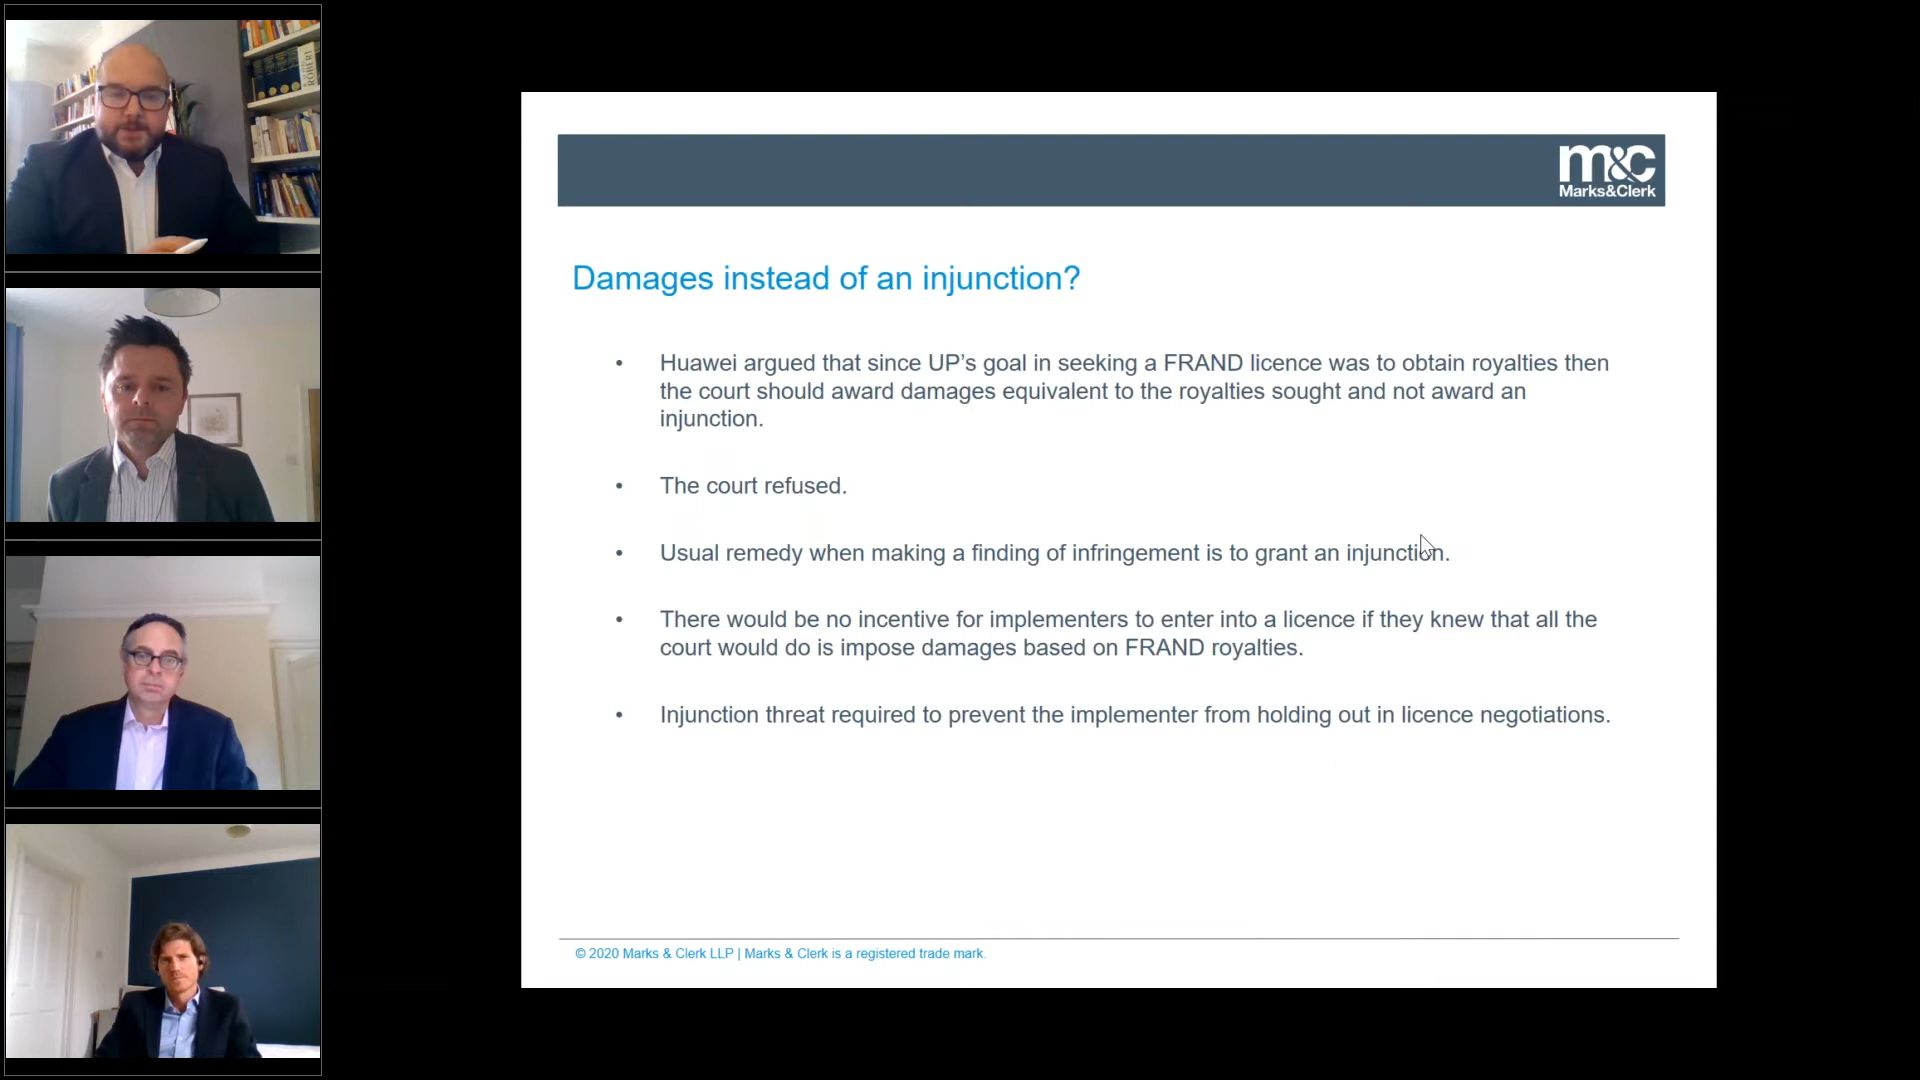 ROBERT
m&c
Marks&Clerk
Damages instead of an injunction?
• Huawei argued that since UP’s goal in seeking a FRAND licence was to obtain royalties then
the court should award damages equivalent to the royalties sought and not award an
injunction.
• The court refused.
• Usual remedy when making a finding of infringement is to grant an injunction.
• There would be no incentive for implementers to enter into a licence if they knew that all the
court would do is impose damages based on FRAND royalties.
• Injunction threat required to prevent the implementer from holding out in licence negotiations.
© 2020 Marks & Clerk LLP | Marks & Clerk is a registered trade mark.